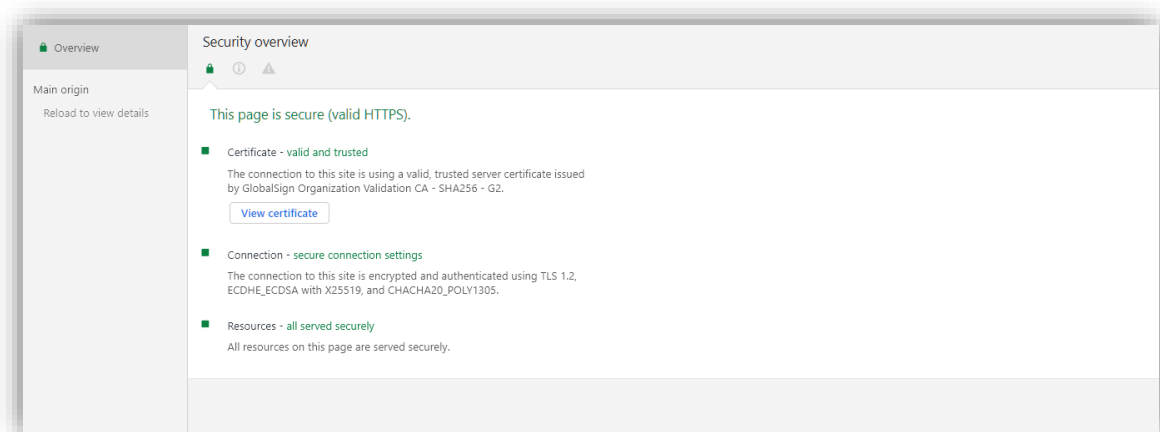 Overview
Main origin
Reload to view details
Security overview
This page is secure (valid HTTPS).
Certificate - valid and trusted
The connection to this site is using a valid, trusted server certificate issued
by GlobalSign Organization Validation CA - SHA256 - G2.
View certificate
Connection - secure connection settings
The connection to this site is encrypted and authenticated using TLS 1.2,
ECDHE_ECDSA with X25519, and CHACHA20_POLY1305.
Resources - all served securely
All resources on this page are served securely.